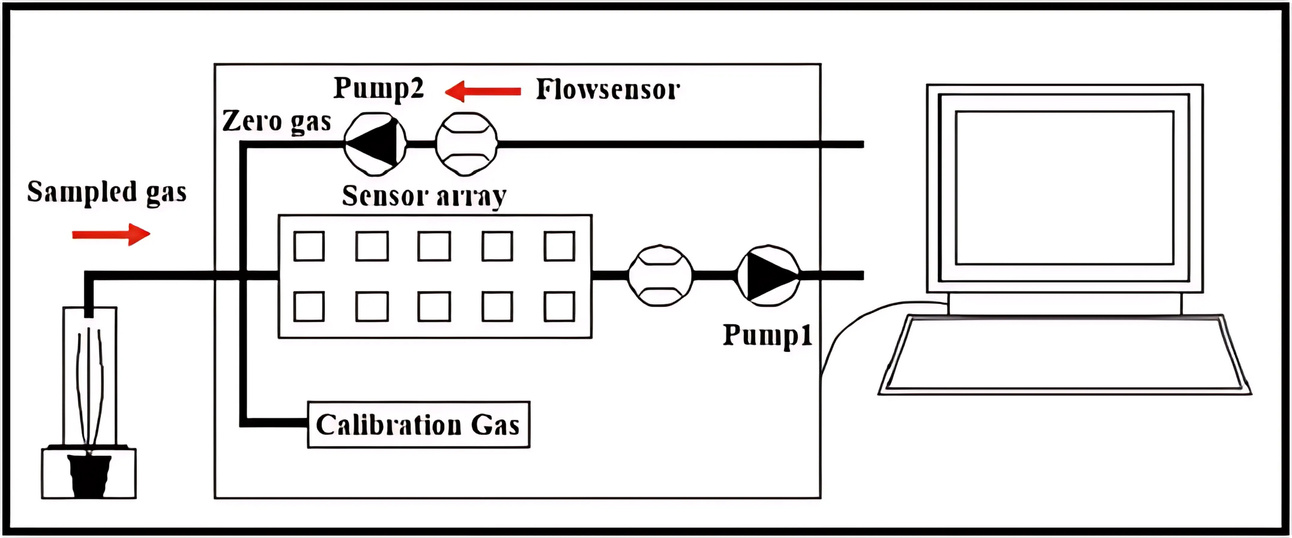 Pump2
Flowsensor
Zero gas
Sampled gas
Sensor array
Pump1
Calibration Gas